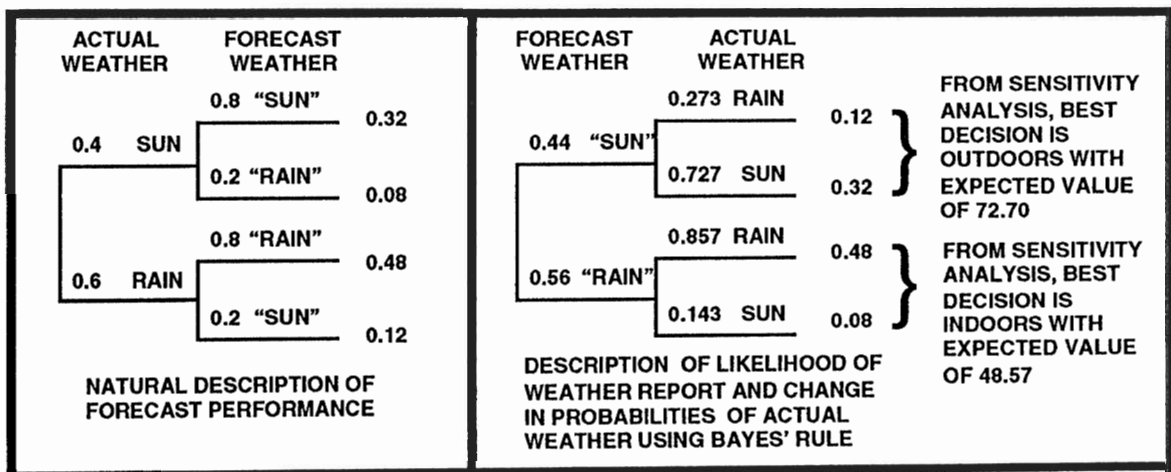 ACTUAL WEATHER
FORECAST WEATHER
0.8 “SUN”
0.32
0.4 SUN
0.2 “RAIN”
0.08
0.8 “RAIN”
0.48
0.6 RAIN
0.2 “SUN”
0.12
NATURAL DESCRIPTION OF
FORECAST PERFORMANCE
FORECAST WEATHER
ACTUAL WEATHER
0.273 RAIN
0.12
0.44 “SUN”
0.727 SUN
0.32
0.857 RAIN
0.48
0.56 “RAIN”
0.143 SUN
0.08
FROM SENSITIVITY
ANALYSIS, BEST
DECISION IS
OUTDOORS WITH
EXPECTED VALUE
OF 72.70
FROM SENSITIVITY
ANALYSIS, BEST
DECISION IS
INDOORS WITH
EXPECTED VALUE
OF 48.57
DESCRIPTION OF LIKELIHOOD OF
WEATHER REPORT AND CHANGE
IN PROBABILITIES OF ACTUAL
WEATHER USING BAYES’ RULE